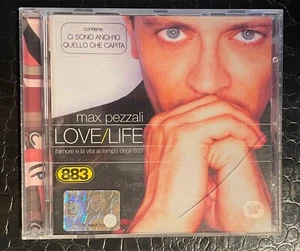 contiene:
CI SONO ANCH'IO
QUELLO CHE CAPITA
max pezzali
LOVE/LIFE
l'amore e la vita al tempo degli 883
883